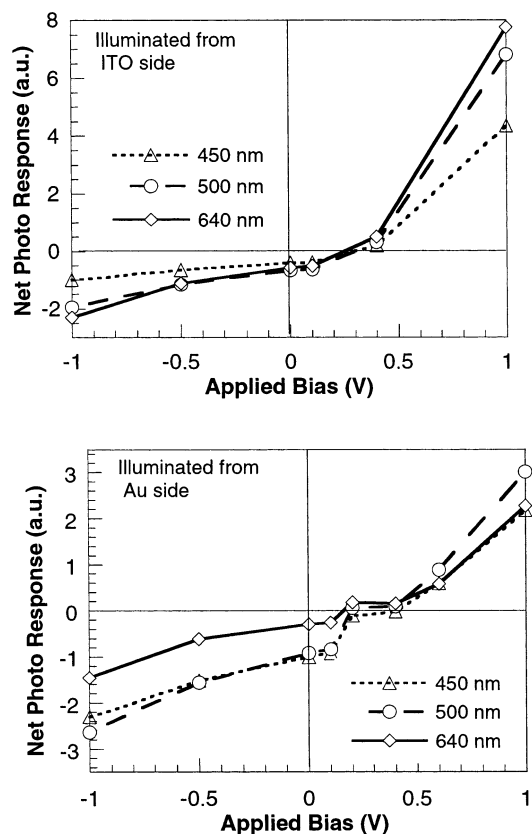 8
6
4
2
0
-2
Net Photo Response (a.u.)
Illuminated from
ITO side
450 nm
500 nm
640 nm
-1
-0.5
0
0.5
1
Applied Bias (V)
3
2
1
0
-1
-2
-3
Net Photo Response (a.u.)
Illuminated from
Au side
450 nm
500 nm
640 nm
-1
-0.5
0
0.5
1
Applied Bias (V)